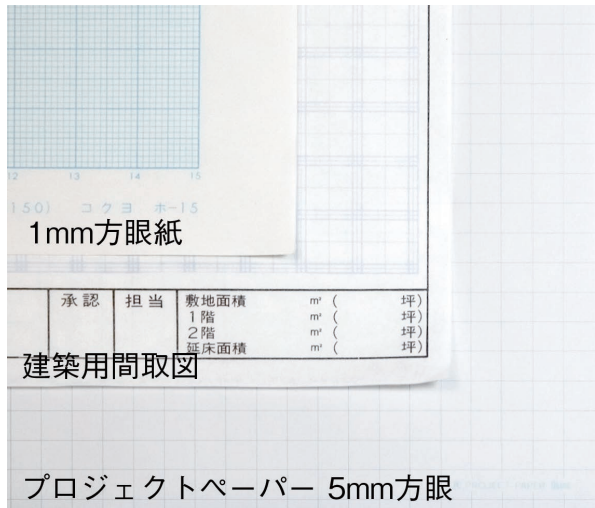 12 13 14 15
150) コクヨ ホ-15
1mm方眼紙
承認 担当 敷地面積 ㎡ ( 坪)
1階 ㎡ ( 坪)
2階 ㎡ ( 坪)
延床面積 ㎡ ( 坪)
建築用間取図
プロジェクトペーパー 5mm方眼